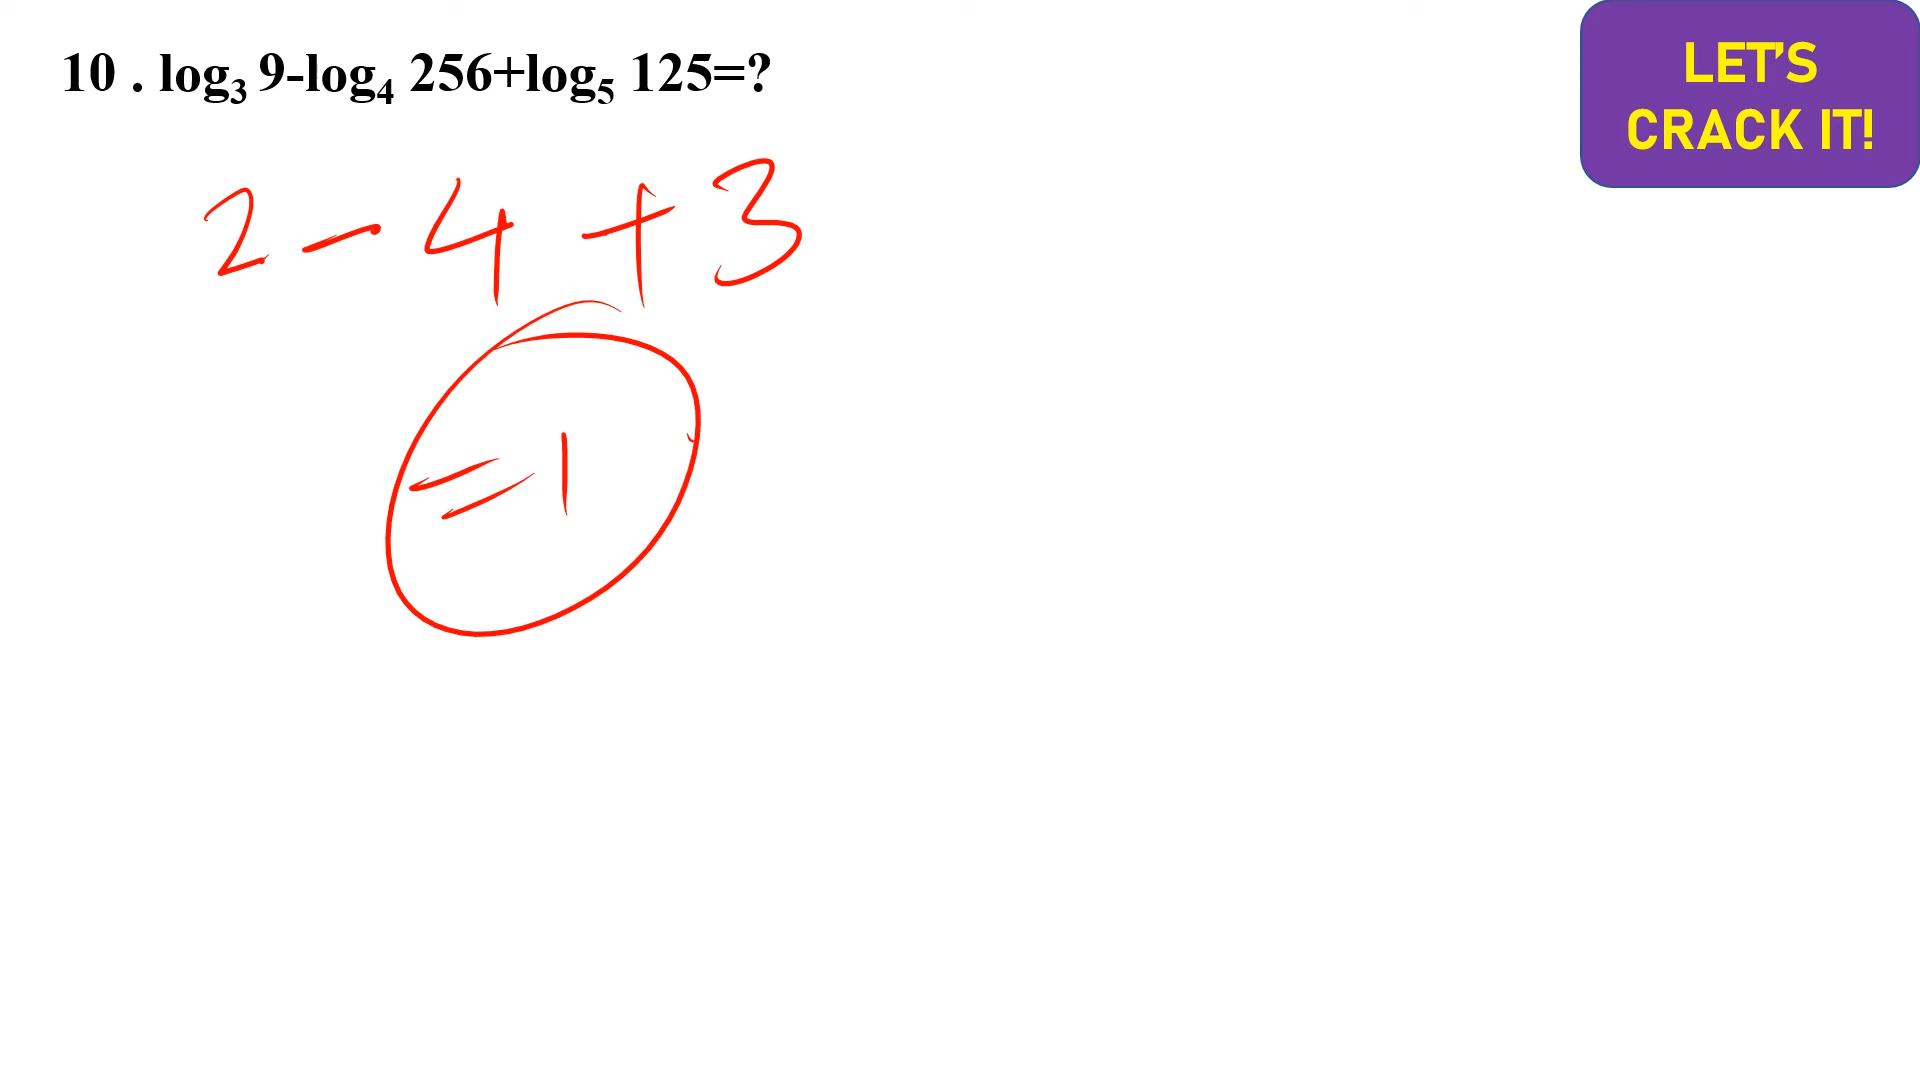 10 . log₃ 9-log₄ 256+log₅ 125=?
LET'S
CRACK IT!
2 - 4 + 3
= 1